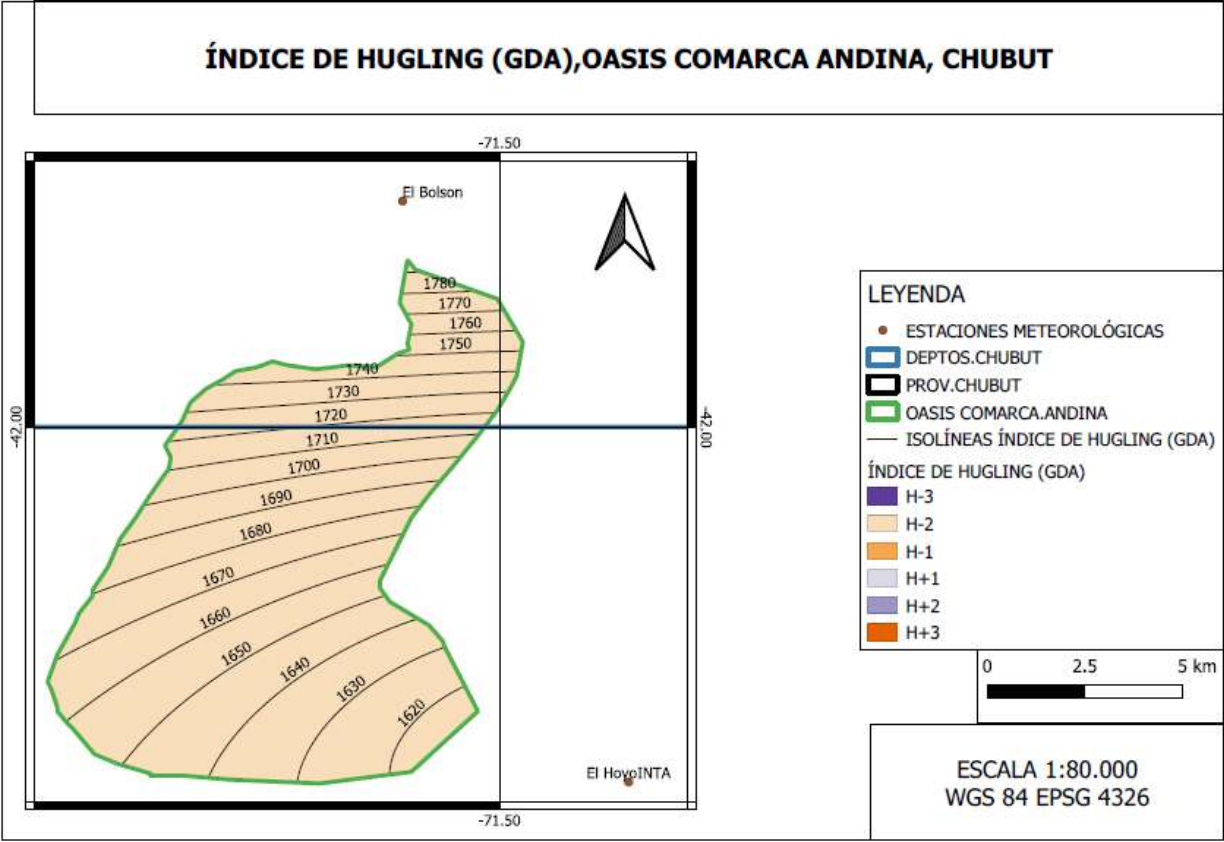 ÍNDICE DE HUGLING (GDA),OASIS COMARCA ANDINA, CHUBUT
-71.50
El Bolson
1780
1770
1760
1750
1740
1730
1720
-42.00
-42.00
1710
1700
1690
1680
1670
1660
1650
1640
1630
1620
El HoyoINTA
-71.50
LEYENDA
ESTACIONES METEOROLÓGICAS
DEPTOS.CHUBUT
PROV.CHUBUT
OASIS COMARCA.ANDINA
ISOLÍNEAS ÍNDICE DE HUGLING (GDA)
ÍNDICE DE HUGLING (GDA)
H-3
H-2
H-1
H+1
H+2
H+3
0 2.5 5 km
ESCALA 1:80.000
WGS 84 EPSG 4326